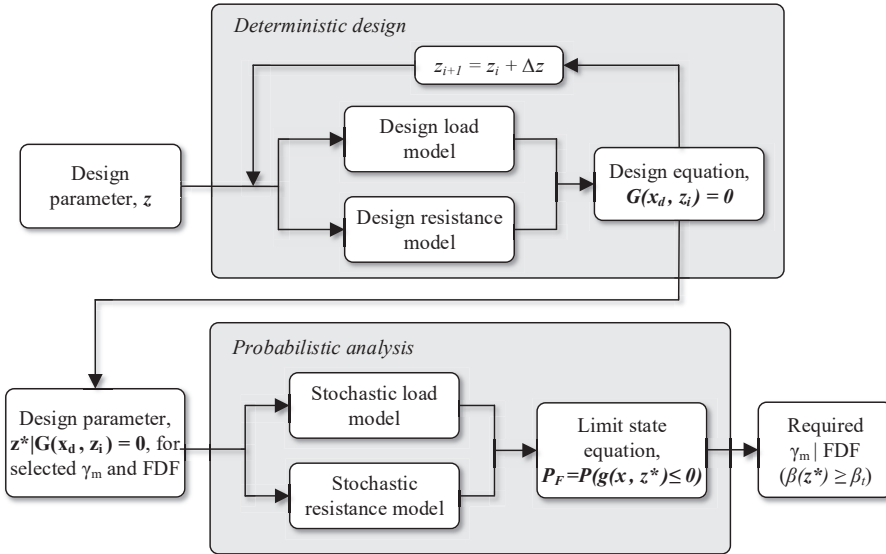 Deterministic design
z_{i+1} = z_i + Δz
Design load
model
Design
parameter, z
Design equation,
G(x_d , z_i) = 0
Design resistance
model
Probabilistic analysis
Stochastic load
model
Design parameter,
z*|G(x_d , z_i) = 0, for
selected γ_m and FDF
Limit state
equation,
P_F =P(g(x , z*)≤ 0)
Required
γ_m | FDF
(β(z*) ≥ β_t)
Stochastic
resistance model